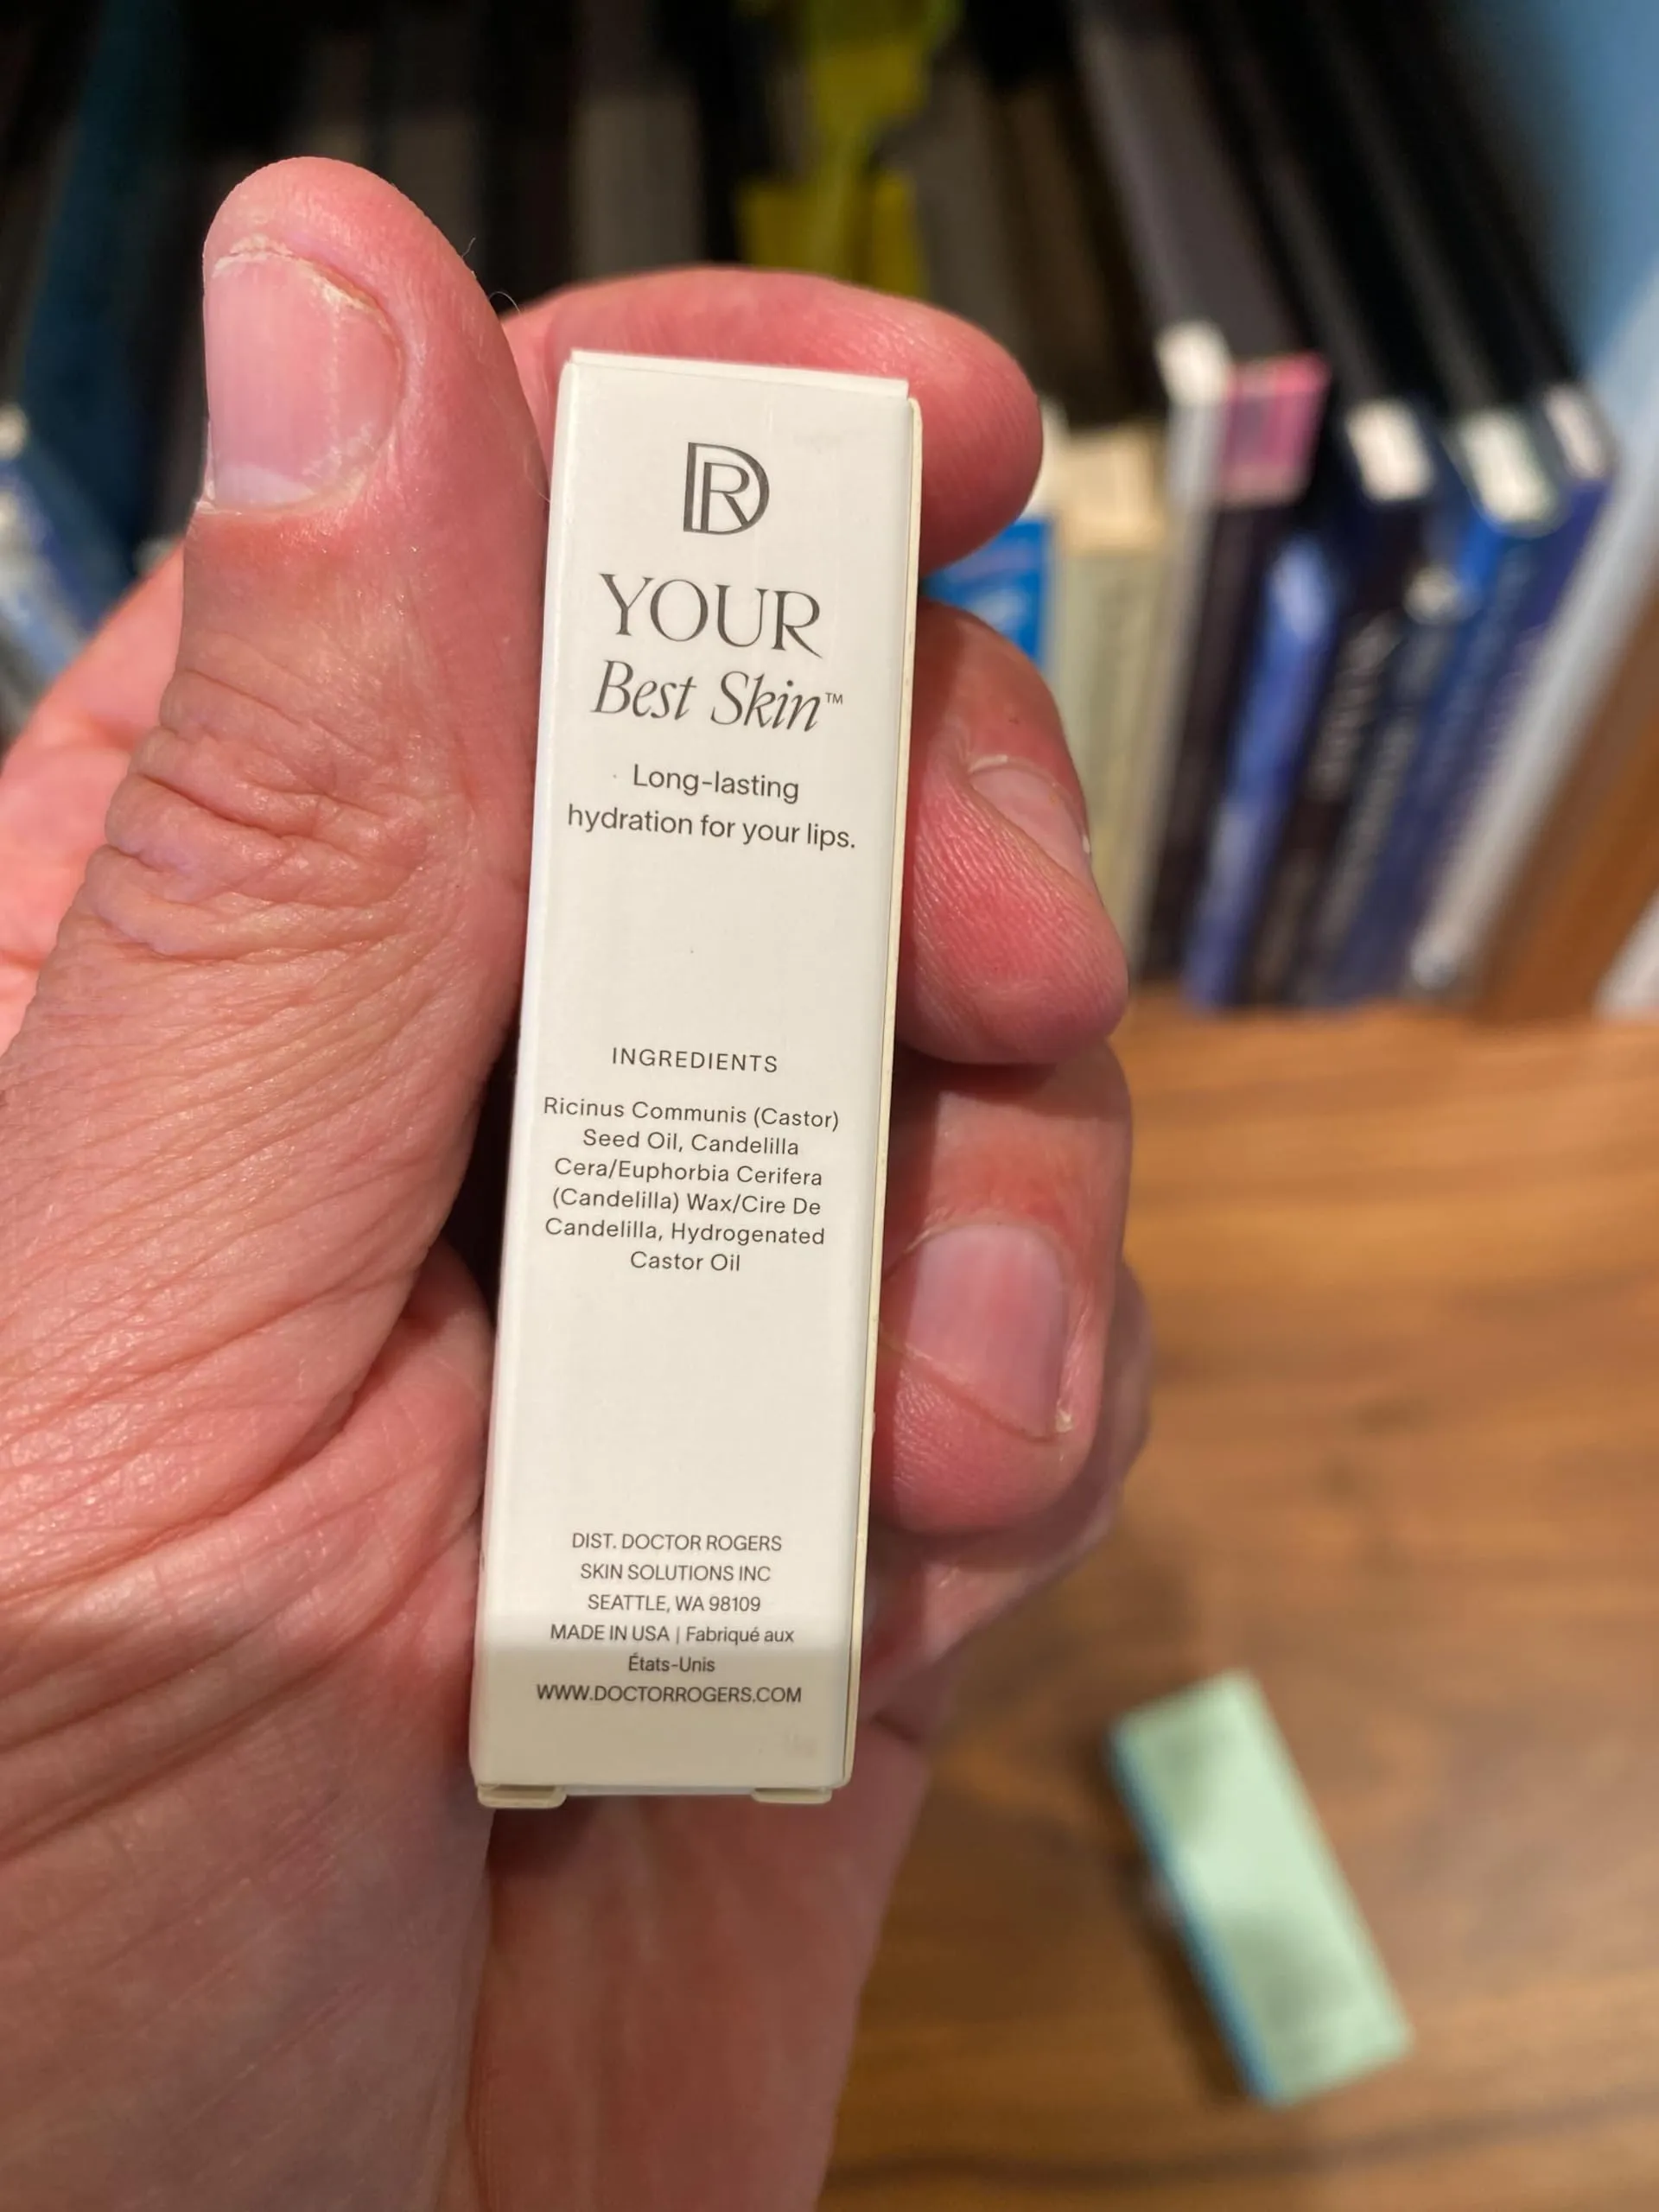 DR
YOUR
Best Skin™
Long-lasting
hydration for your lips.
INGREDIENTS
Ricinus Communis (Castor)
Seed Oil, Candelilla
Cera/Euphorbia Cerifera
(Candelilla) Wax/Cire De
Candelilla, Hydrogenated
Castor Oil
DIST. DOCTOR ROGERS
SKIN SOLUTIONS INC
SEATTLE, WA 98109
MADE IN USA | Fabriqué aux
États-Unis
WWW.DOCTORROGERS.COM